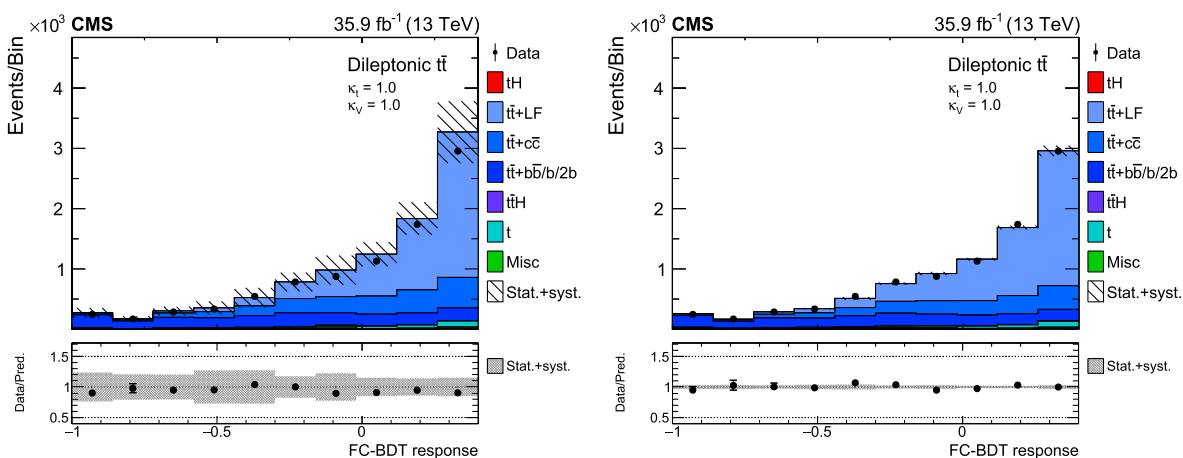 ×10³ CMS 35.9 fb⁻¹ (13 TeV)
Events/Bin
Dileptonic tt̄
κt = 1.0
κV = 1.0
4
3
2
1
Data
tH
tt̄+LF
tt̄+cc̄
tt̄+bb̄/b/2b
tt̄H
t
Misc
Stat.+syst.
Data/Pred.
1.5
1
0.5
Stat.+syst.
−1 −0.5 0
FC-BDT response
×10³ CMS 35.9 fb⁻¹ (13 TeV)
Events/Bin
Dileptonic tt̄
κt = 1.0
κV = 1.0
4
3
2
1
Data
tH
tt̄+LF
tt̄+cc̄
tt̄+bb̄/b/2b
tt̄H
t
Misc
Stat.+syst.
Data/Pred.
1.5
1
0.5
Stat.+syst.
−1 −0.5 0
FC-BDT response